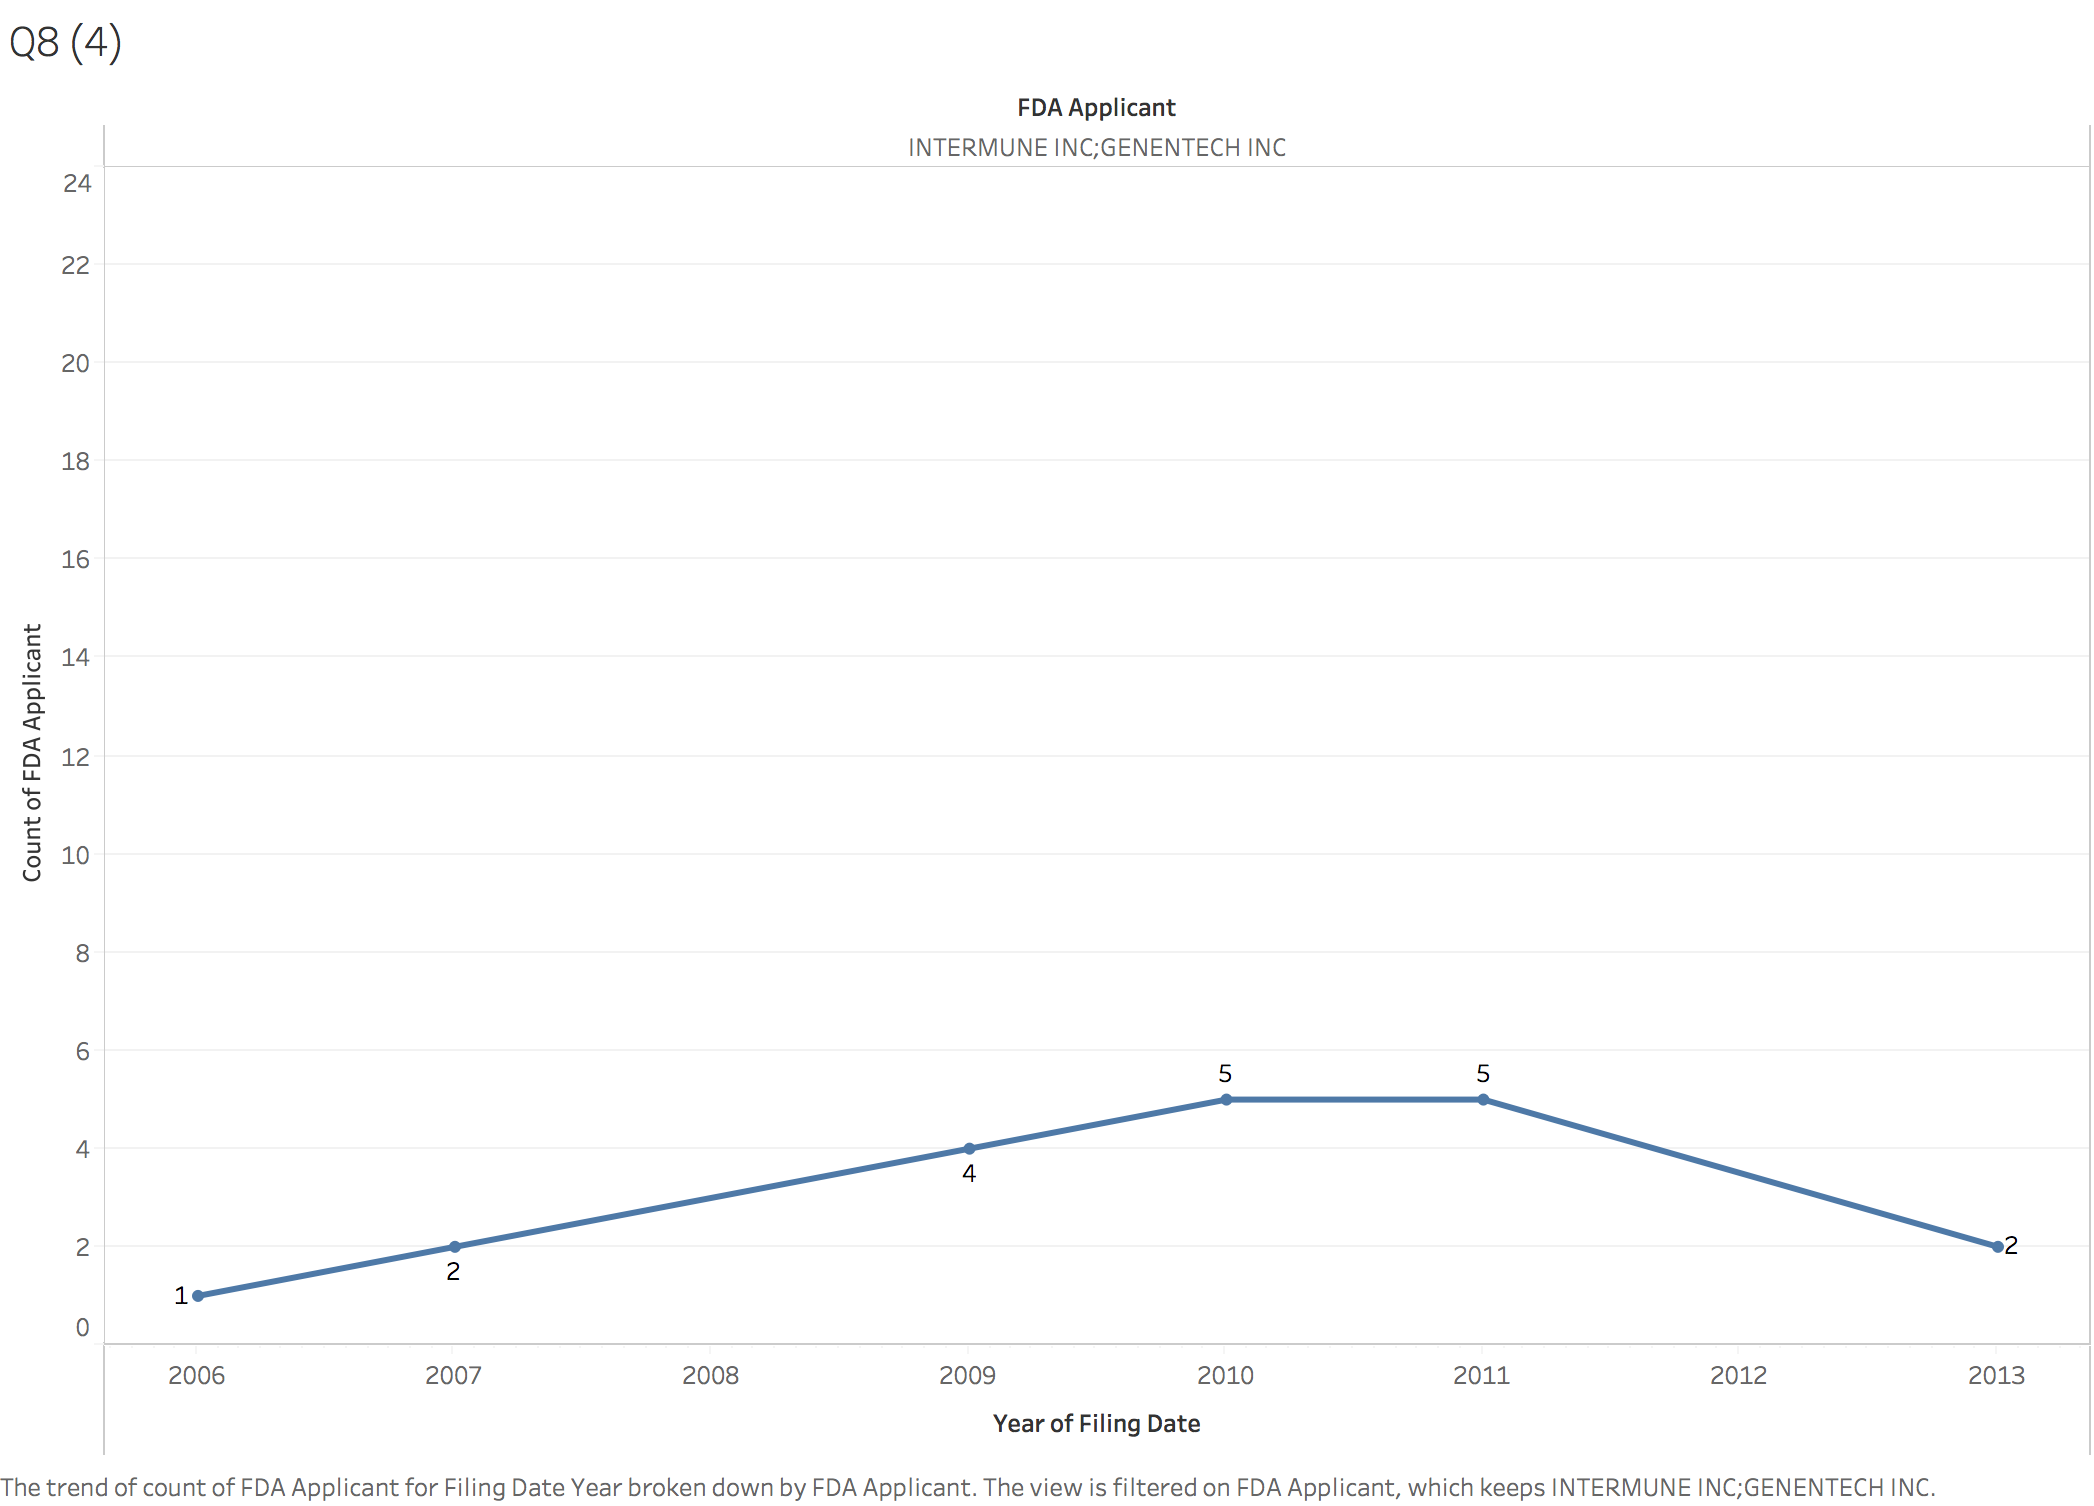 Q8 (4)
FDA Applicant
INTERMUNE INC;GENENTECH INC
24
22
20
18
16
14
12
10
8
6
4
2
0
Count of FDA Applicant
1
2
4
5
5
2
2006 2007 2008 2009 2010 2011 2012 2013
Year of Filing Date
The trend of count of FDA Applicant for Filing Date Year broken down by FDA Applicant. The view is filtered on FDA Applicant, which keeps INTERMUNE INC;GENENTECH INC.